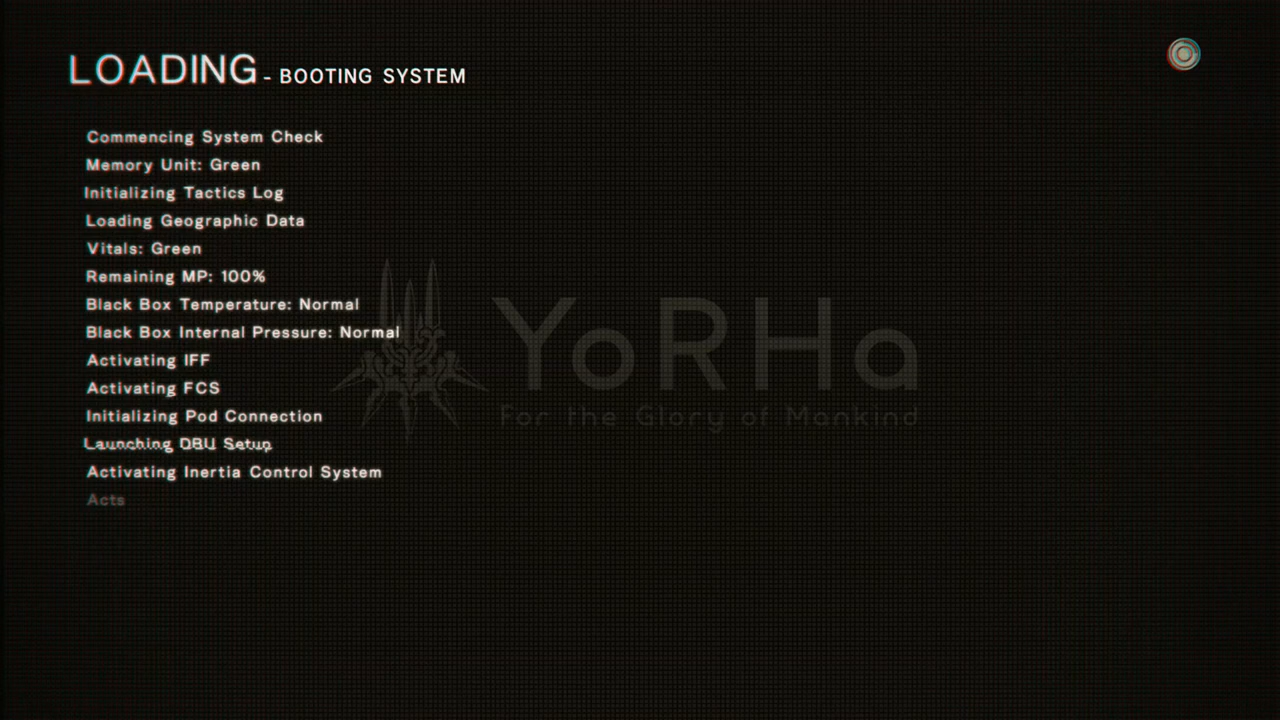 LOADING - BOOTING SYSTEM
Commencing System Check
Memory Unit: Green
Initializing Tactics Log
Loading Geographic Data
Vitals: Green
Remaining MP: 100%
Black Box Temperature: Normal
Black Box Internal Pressure: Normal
Activating IFF
Activating FCS
Initializing Pod Connection
Launching DBU Setup
Activating Inertia Control System
Acts
YoRHa
For the Glory of Mankind